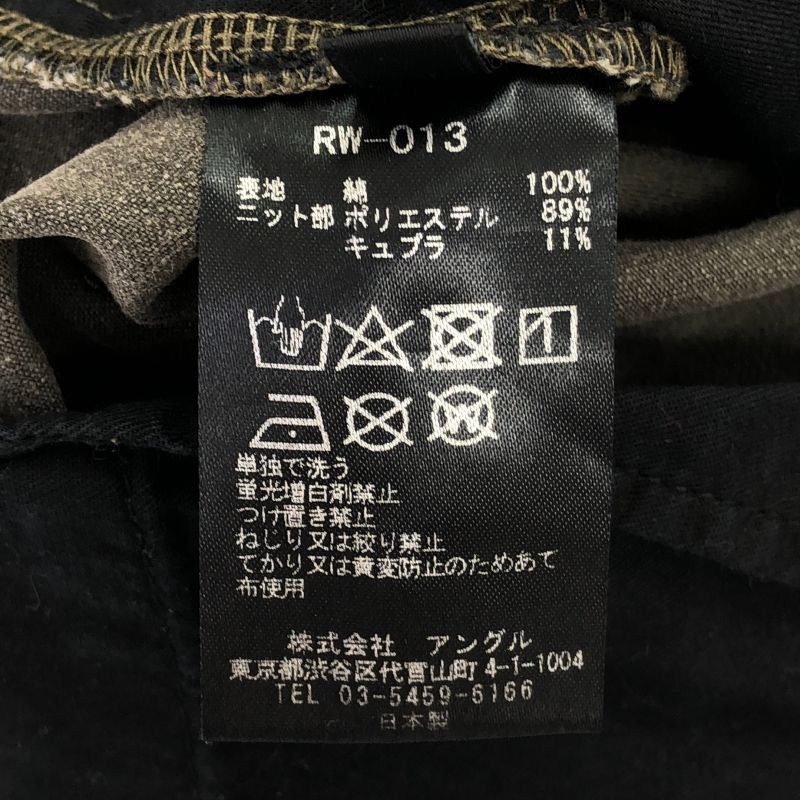 RW-013
表地 綿 100%
ニット部 ポリエステル 89%
キュプラ 11%
W
単独で洗う
蛍光増白剤禁止
つけ置き禁止
ねじり又は絞り禁止
てかり又は黄変防止のためあて
布使用
株式会社 アングル
東京都渋谷区代官山町 4-1-1004
TEL 03-5459-6166
日本製